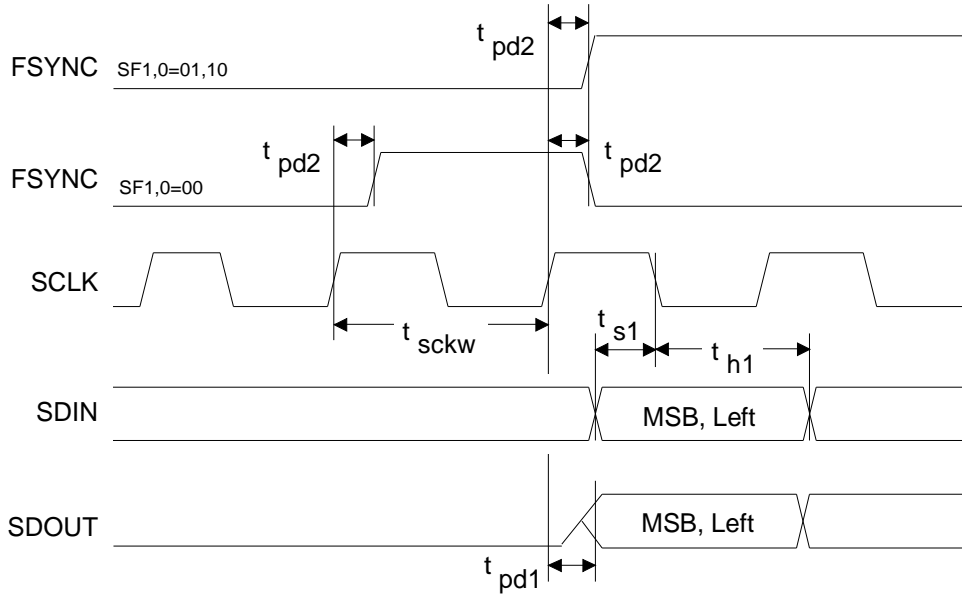 t pd2
FSYNC SF1,0=01,10
t pd2 t pd2
FSYNC SF1,0=00
SCLK
t sckw t s1 t h1
SDIN MSB, Left
SDOUT MSB, Left
t pd1